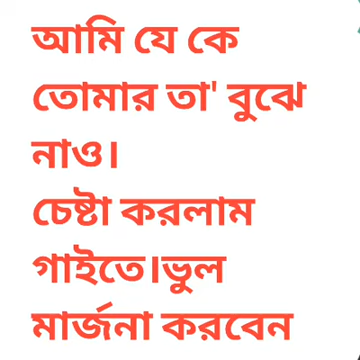 আমি যে কে
তোমার তা' বুঝে
নাও।
চেষ্টা করলাম
গাইতে।ভুল
মার্জনা করবেন